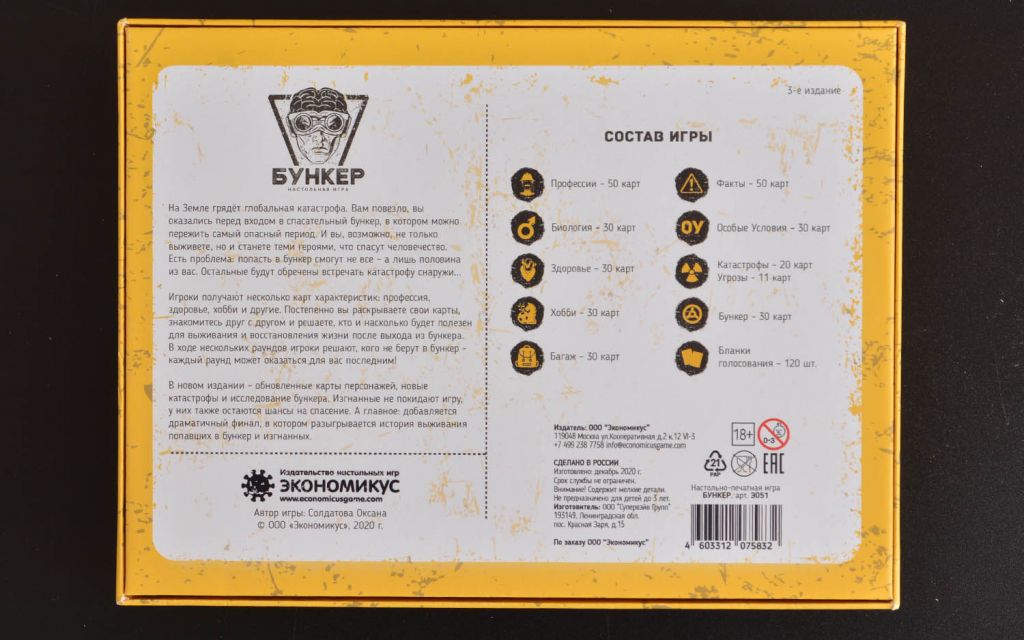 БУНКЕР
НАСТОЛЬНАЯ ИГРА
На Земле грядёт глобальная катастрофа. Вам повезло, вы
оказались перед входом в спасательный бункер, в котором можно
пережить самый опасный период. И вы, возможно, не только
выживете, но и станете теми героями, что спасут человечество.
Есть проблема: попасть в бункер смогут не все - а лишь половина
из вас. Остальные будут обречены встречать катастрофу снаружи...
Игроки получают несколько карт характеристик: профессия,
здоровье, хобби и другие. Постепенно вы раскрываете свои карты,
знакомитесь друг с другом и решаете, кто и насколько будет полезен
для выживания и восстановления жизни после выхода из бункера.
В ходе нескольких раундов игроки решают, кого не берут в бункер -
каждый раунд может оказаться для вас последним!
В новом издании - обновленные карты персонажей, новые
катастрофы и исследование бункера. Изгнанные не покидают игру,
у них также остаются шансы на спасение. А главное: добавляется
драматичный финал, в котором разыгрывается история выживания
попавших в бункер и изгнанных.
Издательство настольных игр
ЭКОНОМИКУС
www.economicusgame.com
Автор игры: Солдатова Оксана
© ООО «Экономикус», 2020 г.
3-е издание
СОСТАВ ИГРЫ
Профессии - 50 карт
Биология - 30 карт
Здоровье - 30 карт
Хобби - 30 карт
Багаж - 30 карт
Факты - 50 карт
ОУ
Особые Условия - 30 карт
Катастрофы - 20 карт
Угрозы - 11 карт
Бункер - 30 карт
Бланки
голосования - 120 шт.
Издатель: ООО "Экономикус"
119048 Москва ул.Кооперативная д.2 к.12 VI-3
+7 499 238 7758 info@economicusgame.com
СДЕЛАНО В РОССИИ
Изготовлено: декабрь 2020 г.
Срок службы не ограничен.
Внимание! Содержит мелкие детали.
Не предназначено для детей до 3 лет.
Изготовитель: ООО "Супервэйв Групп"
193149, Ленинградская обл.
пос. Красная Заря, д.15
По заказу ООО "Экономикус"
18+
0-3
21
PAP
EAC
Настольно-печатная игра
БУНКЕР, арт. Э051
4 603312 075832